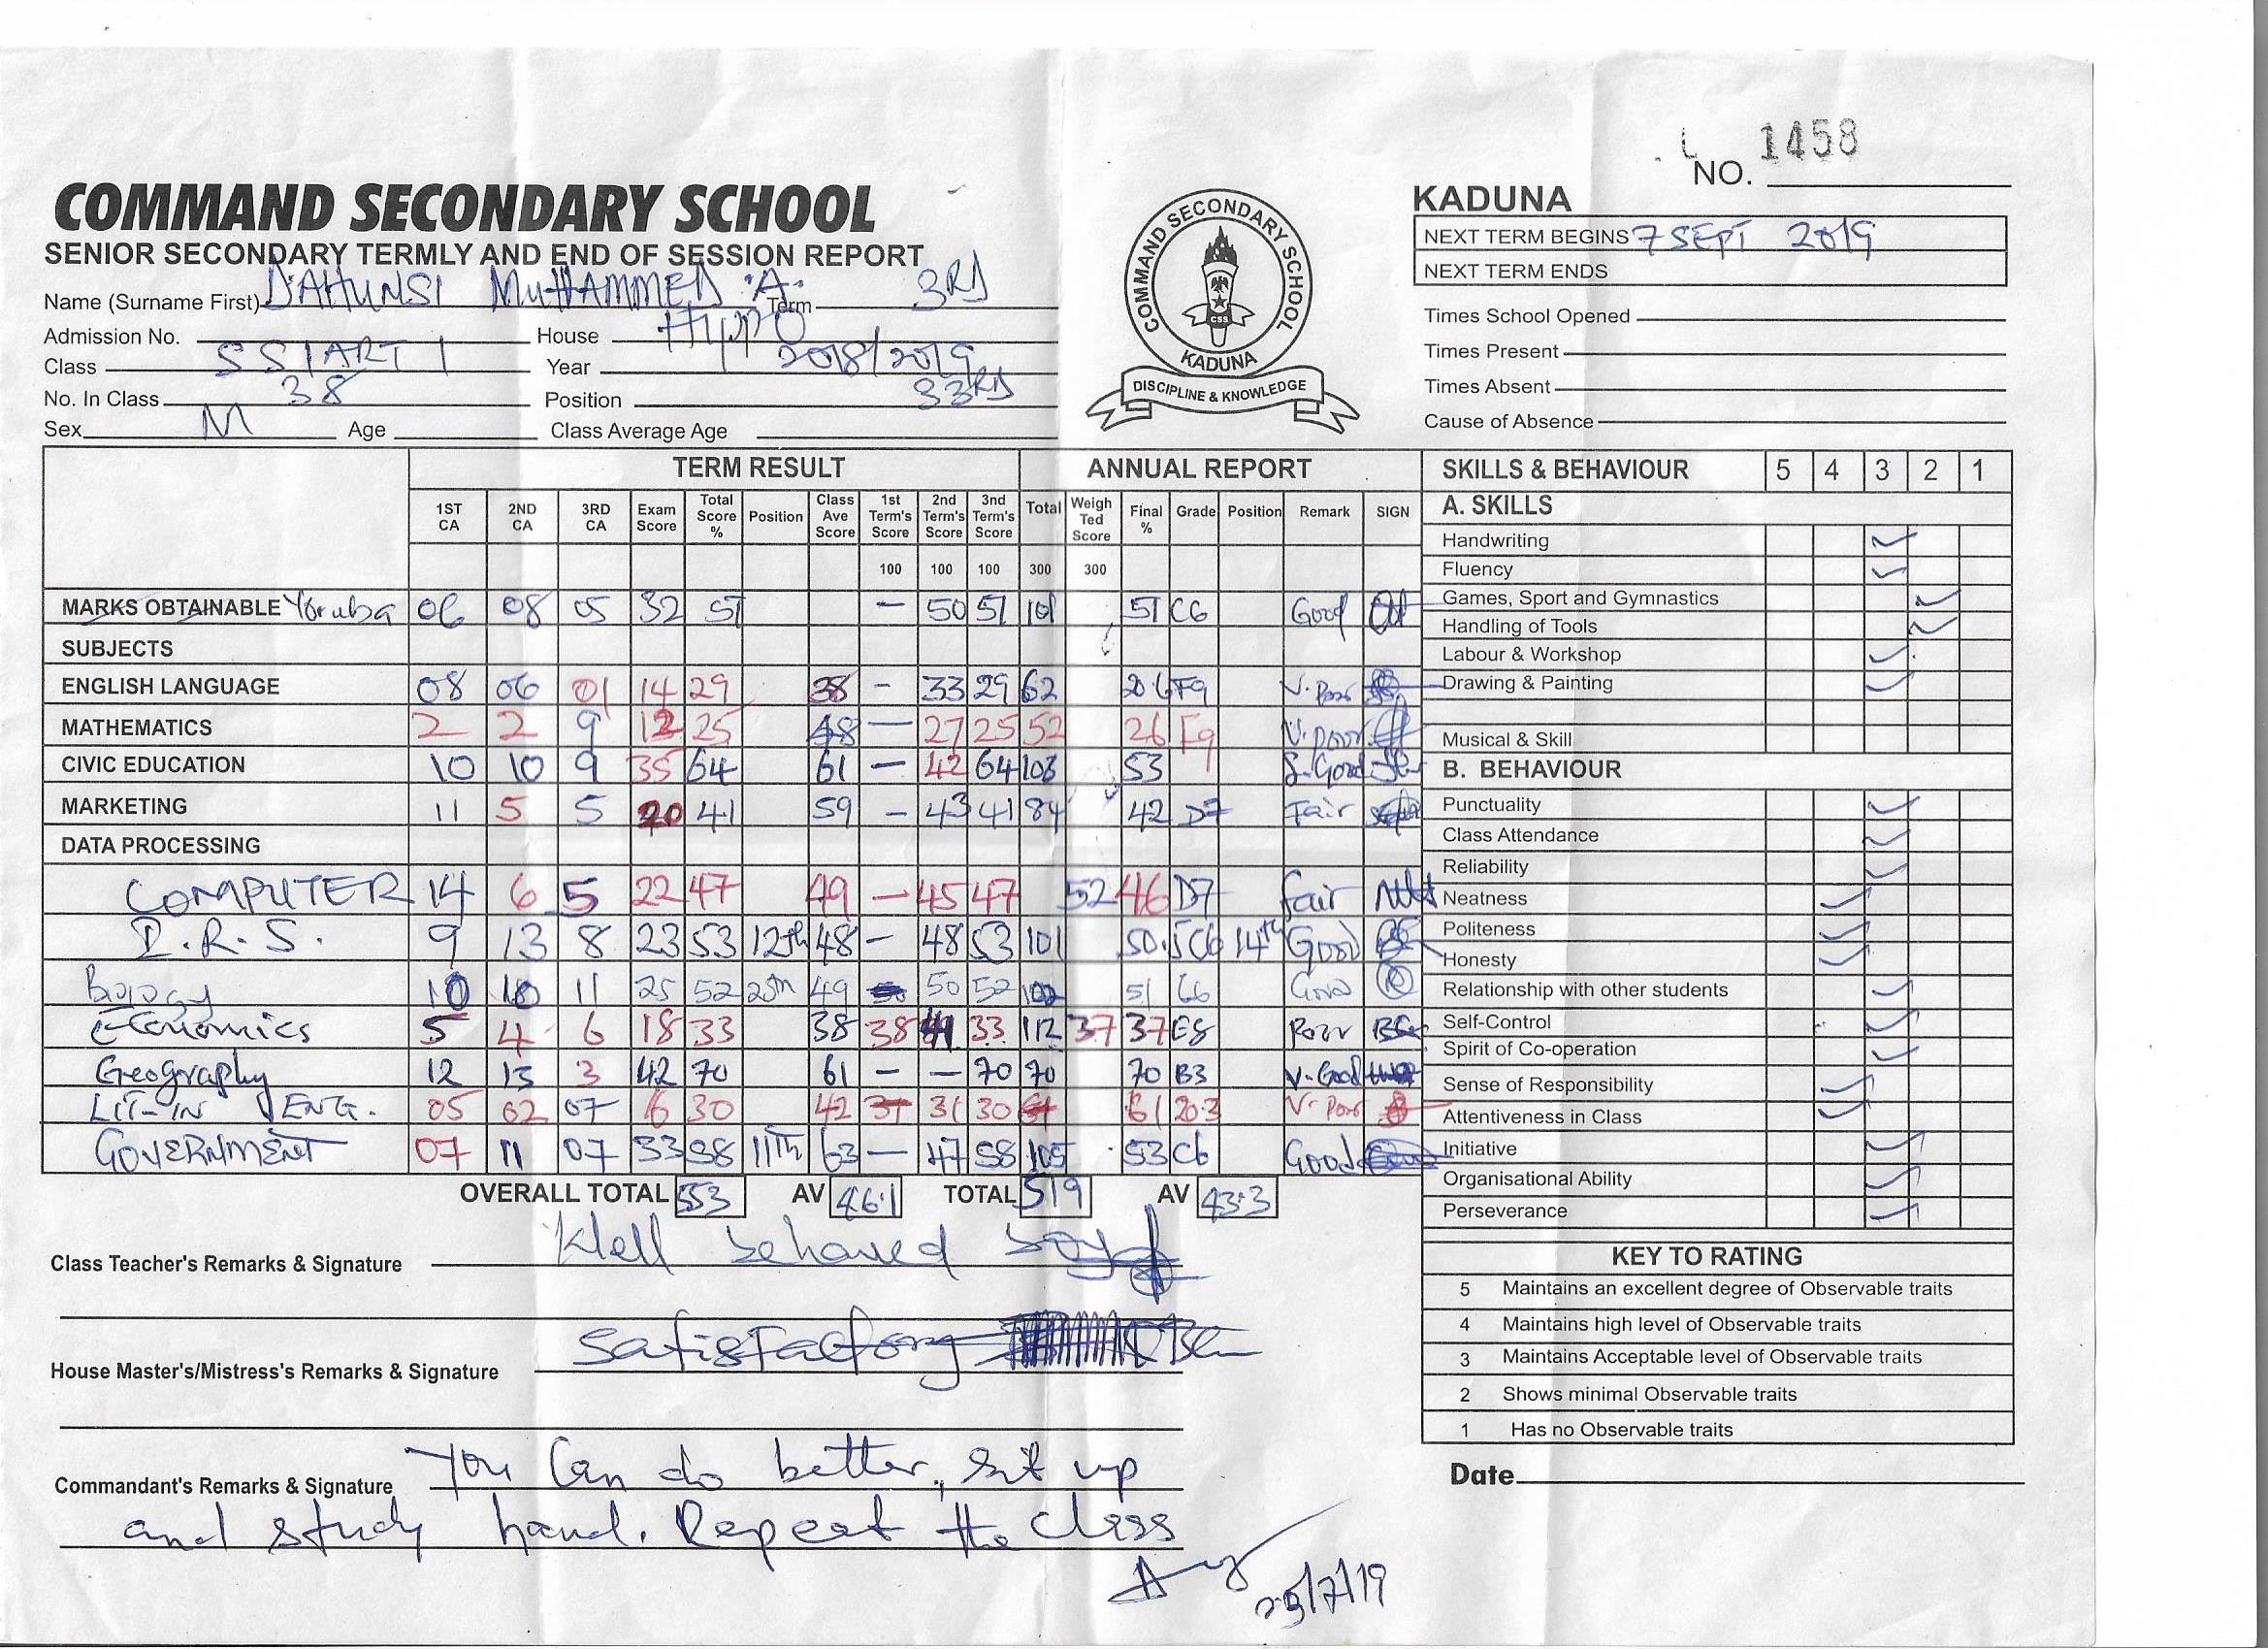 NO. 1458
COMMAND SECONDARY SCHOOL
SENIOR SECONDARY TERMLY AND END OF SESSION REPORT
Name (Surname First) DAHUNSI MUHAMMED .A. Term 3RD
Admission No. House Hippo
Class SS1ART 1 Year 2018/2019
No. In Class 38 Position 33RD
Sex M Age Class Average Age
COMMAND SECONDARY SCHOOL
CSS
KADUNA
DISCIPLINE & KNOWLEDGE
KADUNA
NEXT TERM BEGINS 7 SEPT 2019
NEXT TERM ENDS
Times School Opened
Times Present
Times Absent
Cause of Absence
TERM RESULT ANNUAL REPORT
1ST CA 2ND CA 3RD CA Exam Score Total Score % Position Class Ave Score 1st Term's Score 2nd Term's Score 3nd Term's Score Total Weigh Ted Score Final % Grade Position Remark SIGN
100 100 100 300 300
MARKS OBTAINABLE Yoruba 06 08 05 32 51 - 50 51 101 51 C6 Good
SUBJECTS
ENGLISH LANGUAGE 08 06 01 14 29 38 - 33 29 62 20.6 F9 V. Poor
MATHEMATICS 2 2 9 12 25 48 - 27 25 52 26 F9 V. poor
CIVIC EDUCATION 10 10 9 35 64 61 - 42 64 103 53 Good
MARKETING 11 5 5 20 41 59 - 43 41 84 42 D7 Fair
DATA PROCESSING
COMPUTER 14 6 5 22 47 49 - 45 47 52 46 D7 fair
I.R.S. 9 13 8 23 53 12th 48 - 48 53 101 50.5 C6 14th Good
Biology 10 10 11 25 52 49 50 52 102 51 C6 Good
Economics 5 4 6 18 33 38 38 41 33 112 37 37 E8 Poor
Geography 12 13 3 42 70 61 - - 70 70 70 B3 V-Good
LIT-IN ENG. 05 02 07 16 30 42 31 31 30 61 61 20.3 V-Poor
GOVERNMENT 07 11 07 33 58 11th 63 - 47 58 105 53 C6 Good
OVERALL TOTAL 553 AV 46.1 TOTAL 519 AV 43.3
Class Teacher's Remarks & Signature Well behaved boy
House Master's/Mistress's Remarks & Signature Satisfactory
Commandant's Remarks & Signature You Can do better, sit up
and study hard. Repeat the class
25/7/19
SKILLS & BEHAVIOUR 5 4 3 2 1
A. SKILLS
Handwriting
Fluency
Games, Sport and Gymnastics
Handling of Tools
Labour & Workshop
Drawing & Painting
Musical & Skill
B. BEHAVIOUR
Punctuality
Class Attendance
Reliability
Neatness
Politeness
Honesty
Relationship with other students
Self-Control
Spirit of Co-operation
Sense of Responsibility
Attentiveness in Class
Initiative
Organisational Ability
Perseverance
KEY TO RATING
5 Maintains an excellent degree of Observable traits
4 Maintains high level of Observable traits
3 Maintains Acceptable level of Observable traits
2 Shows minimal Observable traits
1 Has no Observable traits
Date